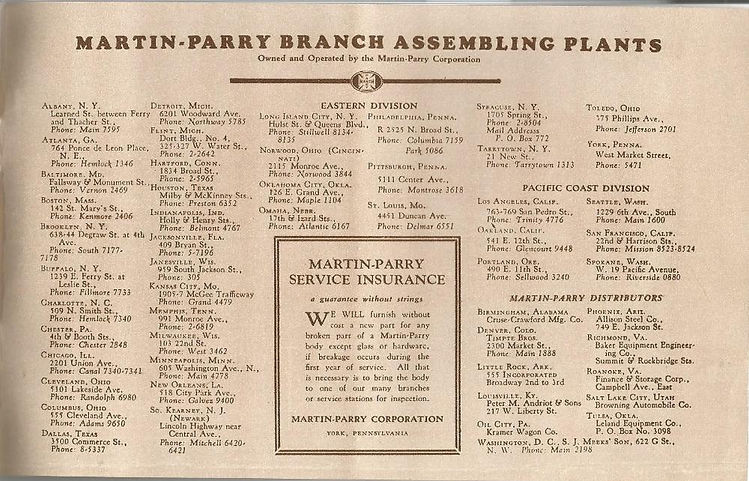 MARTIN-PARRY BRANCH ASSEMBLING PLANTS
Owned and Operated by the Martin-Parry Corporation
ALBANY, N. Y.
Learned St. between Ferry
and Thacher St.,
Phone: Main 7595
ATLANTA, GA.
764 Ponce de Leon Place,
N. E.,
Phone: Hemlock 1346
BALTIMORE, MD.
Fallsway & Monument St.
Phone: Vernon 2469
BOSTON, MASS.
142 St. Mary's St.,
Phone: Kenmore 2406
BROOKLYN, N. Y.
638-44 Degraw St. at 4th
Ave.
Phone: South 7177-
7178
BUFFALO, N. Y.
1239 E. Ferry St. at
Leslie St.,
Phone: Fillmore 7733
CHARLOTTE, N. C.
509 N. Smith St.,
Phone: Hemlock 7340
CHESTER, PA.
4th & Booth Sts.,
Phone: Chester 2848
CHICAGO, ILL.
2201 Union Ave.,
Phone: Canal 7340-7341
CLEVELAND, OHIO
5101 Lakeside Ave.
Phone: Randolph 6980
COLUMBUS, OHIO
555 Cleveland Ave.,
Phone: Adams 9650
DALLAS, TEXAS
3500 Commerce St.,
Phone: 8-5337
DETROIT, MICH.
6201 Woodward Ave.
Phone: Northway 5785
FLINT, MICH.
Dort Bldg., No. 4,
325-327 W. Water St.,
Phone: 2-2642
HARTFORD, CONN.
1834 Broad St.,
Phone: 2-5965
HOUSTON, TEXAS
Milby & McKinney Sts.,
Phone: Preston 6352
INDIANAPOLIS, IND.
Holly & Henry Sts.,
Phone: Belmont 4767
JACKSONVILLE, FLA.
409 Bryan St.,
Phone: 5-7196
JANESVILLE, WIS.
959 South Jackson St.,
Phone: 305
KANSAS CITY, MO.
1905-7 McGee Trafficway
Phone: Grand 4479
MEMPHIS, TENN.
991 Monroe Ave.,
Phone: 2-6819
MILWAUKEE, WIS.
103 22nd St.
Phone: West 3462
MINNEAPOLIS, MINN.
605 Washington Ave., N.
Phone: Main 4778
NEW ORLEANS, LA.
518 City Park Ave.,
Phone: Galvez 9400
SO. KEARNEY, N. J.
(NEWARK)
Lincoln Highway near
Central Ave.,
Phone: Mitchell 6420-
6421
EASTERN DIVISION
LONG ISLAND CITY, N. Y.
Hulst St. & Queens Blvd.,
Phone: Stillwell 8134-
8135
NORWOOD, OHIO (CINCIN-
NATI)
2115 Monroe Ave.,
Phone: Norwood 3844
OKLAHOMA CITY, OKLA.
126 E. Grand Ave.,
Phone: Maple 1104
OMAHA, NEBR.
17th & Izard Sts.,
Phone: Atlantic 6167
PHILADELPHIA, PENNA.
R 2525 N. Broad St.,
Phone: Columbia 7159
Park 5086
PITTSBURGH, PENNA.
5111 Center Ave.,
Phone: Montrose 3618
ST. LOUIS, MO.
4451 Duncan Ave.
Phone: Delmar 6551
SYRACUSE, N. Y.
1705 Spring St.,
Phone: 2-8504
Mail Address
P. O. Box 772
TARRYTOWN, N. Y.
21 New St.,
Phone: Tarrytown 1313
TOLEDO, OHIO
375 Phillips Ave.,
Phone: Jefferson 2701
YORK, PENNA.
West Market Street,
Phone: 5471
MARTIN-PARRY
SERVICE INSURANCE
a guarantee without strings
WE WILL furnish without
cost a new part for any
broken part of a Martin-Parry
body except glass or hardware,
if breakage occurs during the
first year of service. All that
is necessary is to bring the body
to one of our many branches
or service stations for inspection.
MARTIN-PARRY CORPORATION
YORK, PENNSYLVANIA
PACIFIC COAST DIVISION
LOS ANGELES, CALIF.
763-769 San Pedro St.,
Phone: Trinity 4776
OAKLAND, CALIF.
541 E. 12th St.,
Phone: Glencourt 9448
PORTLAND, ORE.
490 E. 11th St.,
Phone: Sellwood 3240
SEATTLE, WASH.
1229 6th Ave., South
Phone: Main 1600
SAN FRANCISCO, CALIF.
22nd & Harrison Sts.,
Phone: Mission 8523-8524
SPOKANE, WASH.
W. 19 Pacific Avenue,
Phone: Riverside 0880
MARTIN-PARRY DISTRIBUTORS
BIRMINGHAM, ALABAMA
Cruse-Crawford Mfg. Co.
DENVER, COLO.
TIMPTE BROS.
2300 Market St.,
Phone: Main 1888
LITTLE ROCK, ARK.
555 INCORPORATED
Broadway 2nd to 3rd
LOUISVILLE, KY.
Peter M. Andriot & Sons
217 W. Liberty St.
OIL CITY, PA.
Kramer Wagon Co.
PHOENIX, ARIZ.
Allison Steel Co.,
749 E. Jackson St.
RICHMOND, VA.
Baker Equipment Engineer-
ing Co.,
Summit & Rockbridge Sts.
ROANOKE, VA.
Finance & Storage Corp.,
Campbell Ave., East
SALT LAKE CITY, UTAH
Browning Automobile Co.
TULSA, OKLA.
Leland Equipment Co.,
P. O. Box No. 3098
WASHINGTON, D. C., S. J. MEEKS' SON, 622 G St.,
N. W. Phone: Main 2198